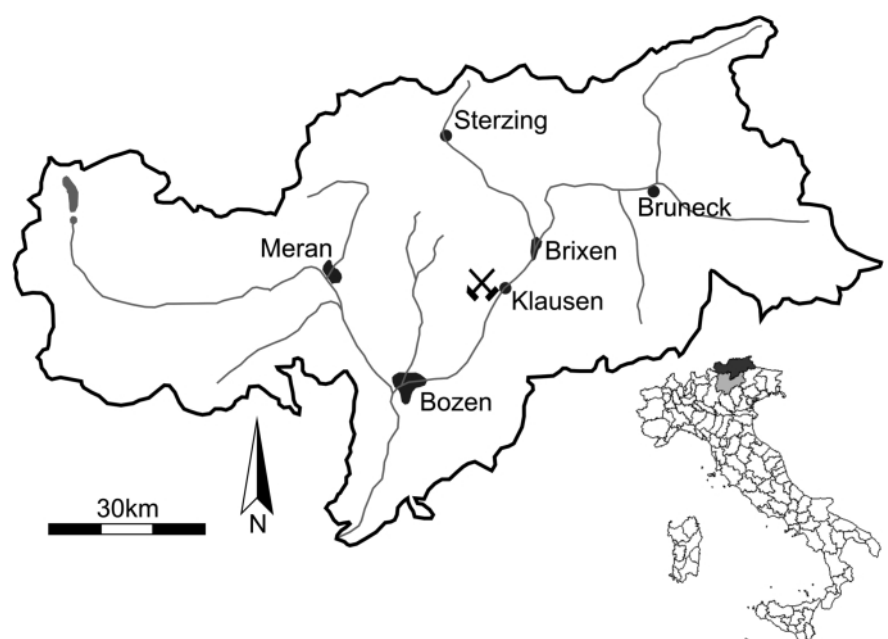 Sterzing
Bruneck
Meran
Brixen
Klausen
Bozen
30km
N